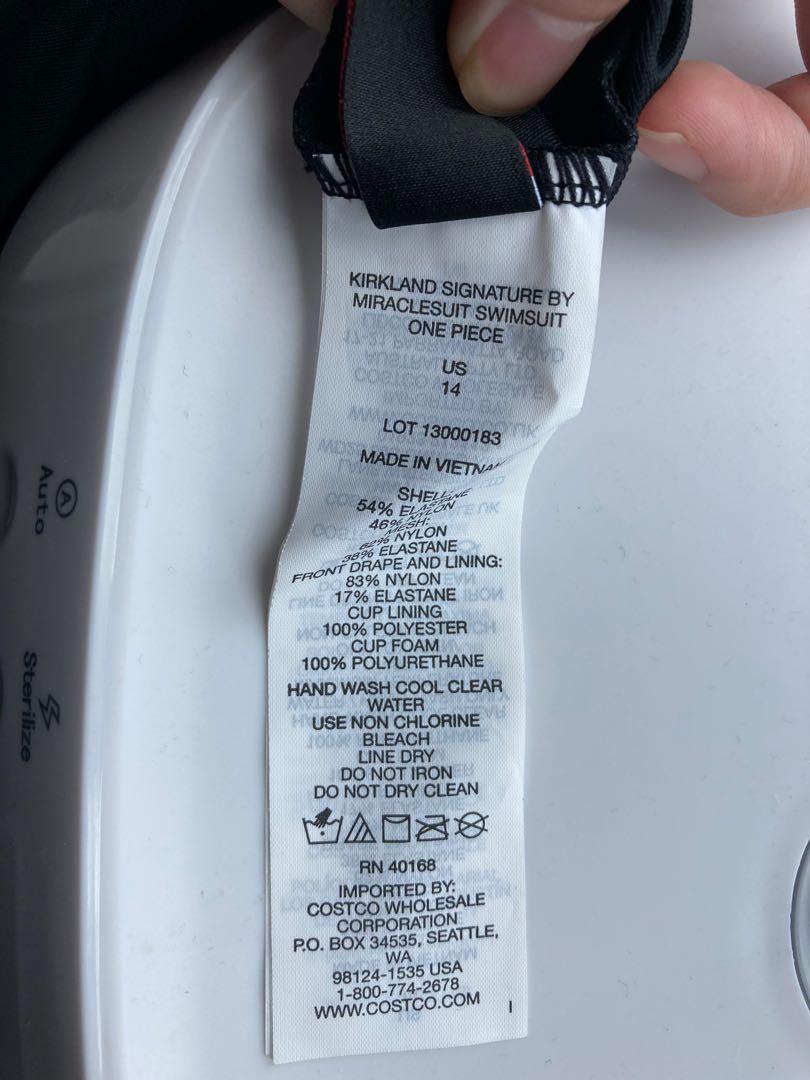 KIRKLAND SIGNATURE BY
MIRACLESUIT SWIMSUIT
ONE PIECE
US
14
LOT 13000183
MADE IN VIETNAM
SHELL:
54% ELASTANE
46% NYLON
MESH:
62% NYLON
38% ELASTANE
FRONT DRAPE AND LINING:
83% NYLON
17% ELASTANE
CUP LINING
100% POLYESTER
CUP FOAM
100% POLYURETHANE
HAND WASH COOL CLEAR
WATER
USE NON CHLORINE
BLEACH
LINE DRY
DO NOT IRON
DO NOT DRY CLEAN
RN 40168
IMPORTED BY:
COSTCO WHOLESALE
CORPORATION
P.O. BOX 34535, SEATTLE,
WA
98124-1535 USA
1-800-774-2678
WWW.COSTCO.COM
I
A
Auto
Sterilize